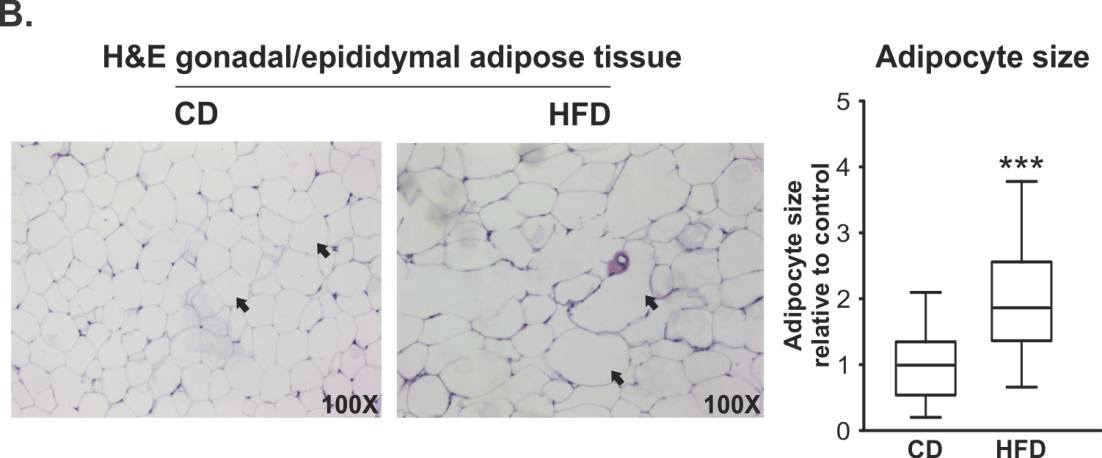 B.
H&E gonadal/epididymal adipose tissue
CD
HFD
100X
100X
Adipocyte size
Adipocyte size
relative to control
5
4
3
2
1
0
***
CD
HFD